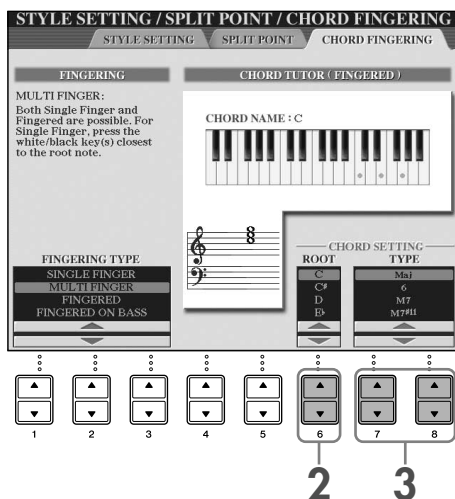 STYLE SETTING / SPLIT POINT / CHORD FINGERING
STYLE SETTING SPLIT POINT CHORD FINGERING
FINGERING
MULTI FINGER:
Both Single Finger and
Fingered are possible. For
Single Finger, press the
white/black key(s) closest
to the root note.
CHORD TUTOR ( FINGERED )
CHORD NAME : C
FINGERING TYPE
SINGLE FINGER
MULTI FINGER
FINGERED
FINGERED ON BASS
CHORD SETTING
ROOT TYPE
C Maj
C♯ 6
D M7
E♭ M7♯11
1 2 3 4 5 6 7 8
2 3